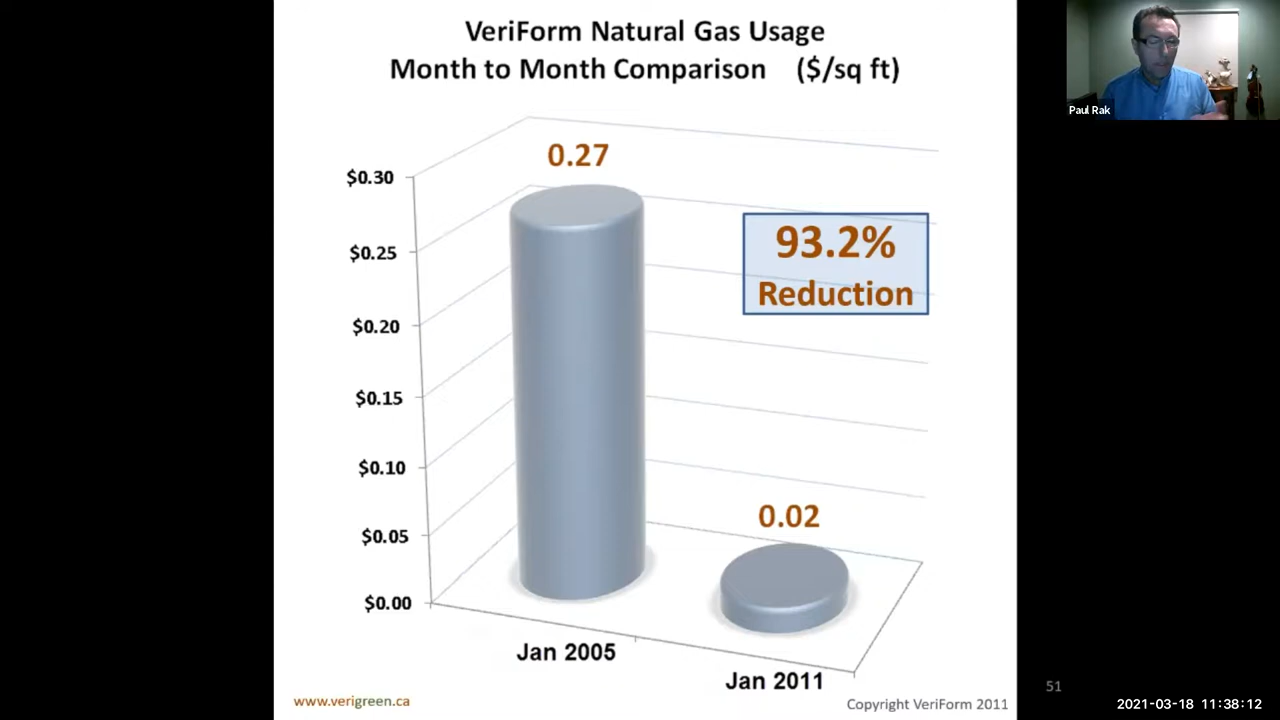 VeriForm Natural Gas Usage
Month to Month Comparison ($/sq ft)
Paul Rak
0.27
$0.30
93.2%
$0.25
Reduction
$0.20
$0.15
$0.10
0.02
$0.05
$0.00
Jan 2005
Jan 2011
51
www.verigreen.ca
Copyright VeriForm 2011
2021-03-18 11:38:12